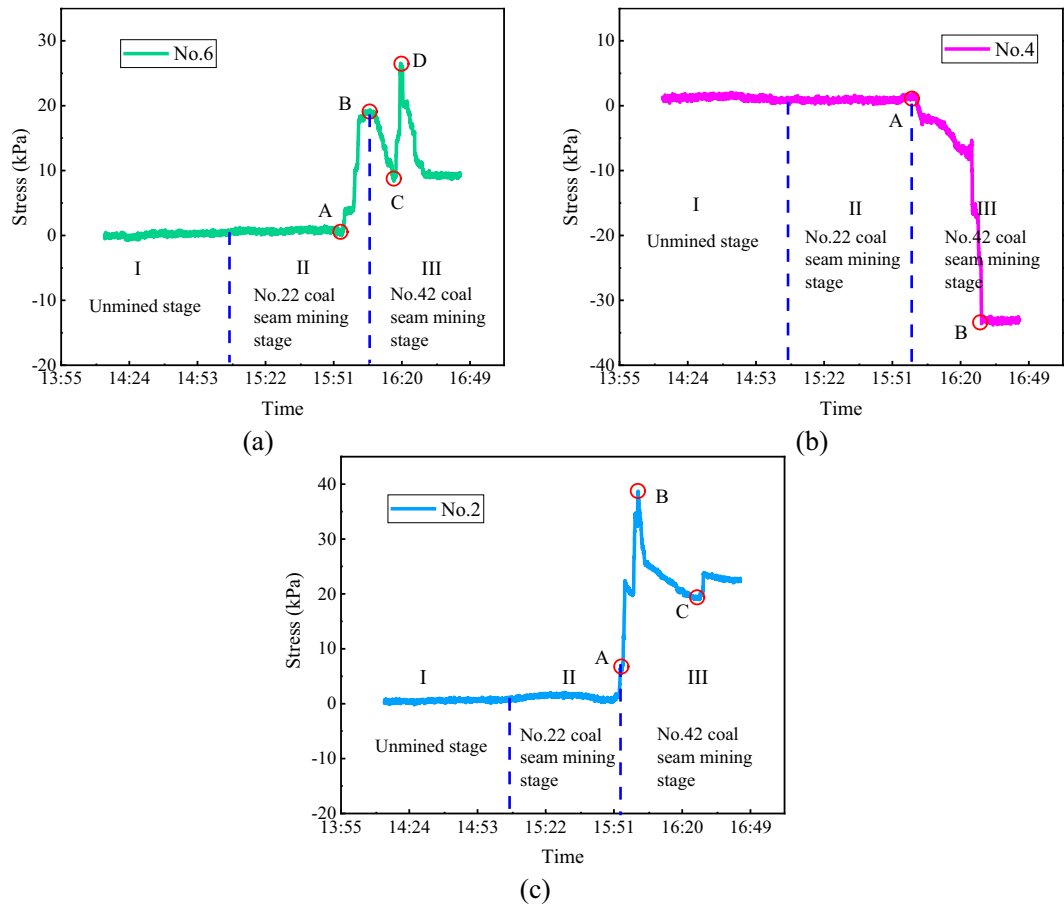 No.6
Stress (kPa)
30
20
10
0
-10
-20
A
B
C
D
I
II
III
Unmined stage
No.22 coal
seam mining
stage
No.42 coal
seam mining
stage
13:55 14:24 14:53 15:22 15:51 16:20 16:49
Time
(a)
No.4
Stress (kPa)
10
0
-10
-20
-30
-40
A
B
I
II
III
Unmined stage
No.22 coal
seam mining
stage
No.42 coal
seam mining
stage
13:55 14:24 14:53 15:22 15:51 16:20 16:49
Time
(b)
No.2
Stress (kPa)
40
30
20
10
0
-10
-20
A
B
C
I
II
III
Unmined stage
No.22 coal
seam mining
stage
No.42 coal
seam mining
stage
13:55 14:24 14:53 15:22 15:51 16:20 16:49
Time
(c)